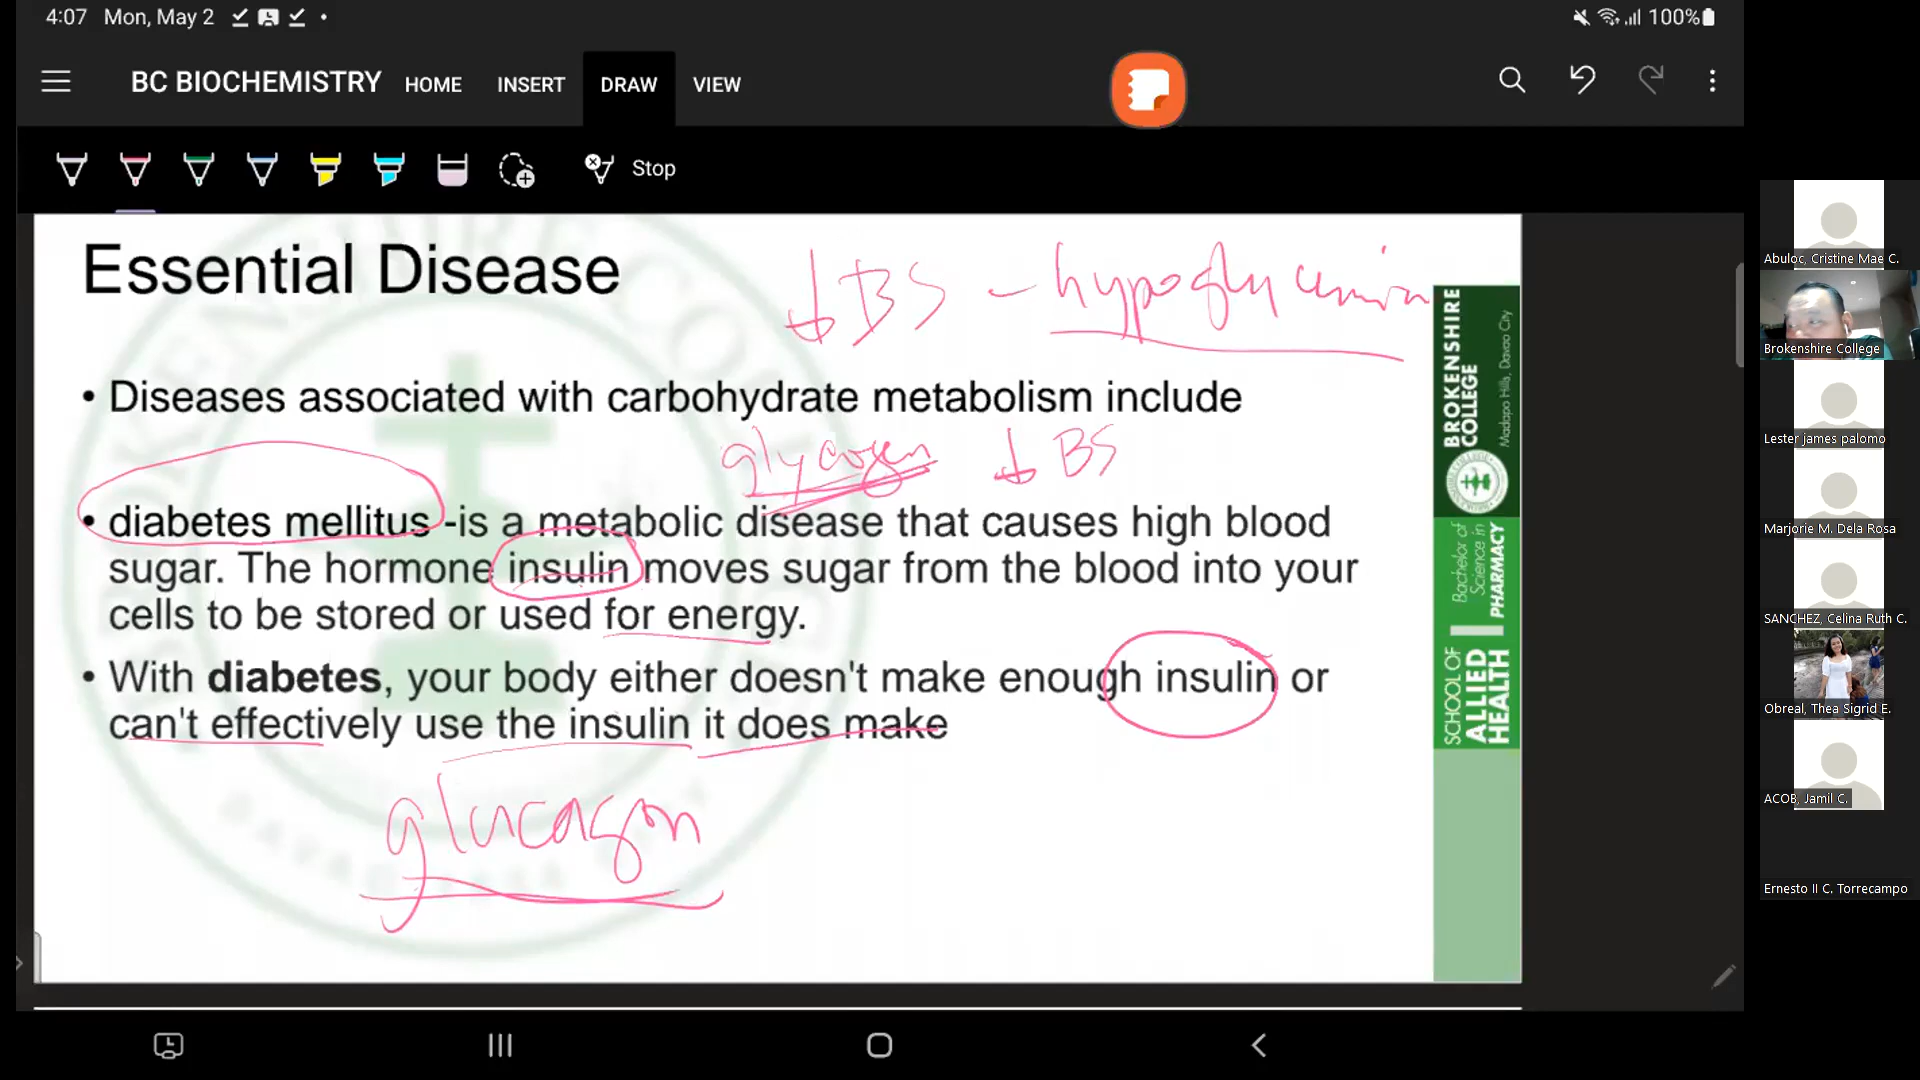 4:07 Mon, May 2
100%
BC BIOCHEMISTRY HOME INSERT DRAW VIEW
Stop
Essential Disease
↓ BS - hypoglycemia
• Diseases associated with carbohydrate metabolism include
glycogen ↓ BS
• diabetes mellitus -is a metabolic disease that causes high blood
sugar. The hormone insulin moves sugar from the blood into your
cells to be stored or used for energy.
• With diabetes, your body either doesn't make enough insulin or
can't effectively use the insulin it does make
glucagon
BROKENSHIRE
COLLEGE
Madapo Hills, Davao City
Bachelor of
Science in
PHARMACY
SCHOOL OF
ALLIED
HEALTH
Abuloc, Cristine Mae C.
Brokenshire College
Lester james palomo
Marjorie M. Dela Rosa
SANCHEZ, Celina Ruth C.
Obreal, Thea Sigrid E.
ACOB, Jamil C.
Ernesto II C. Torrecampo